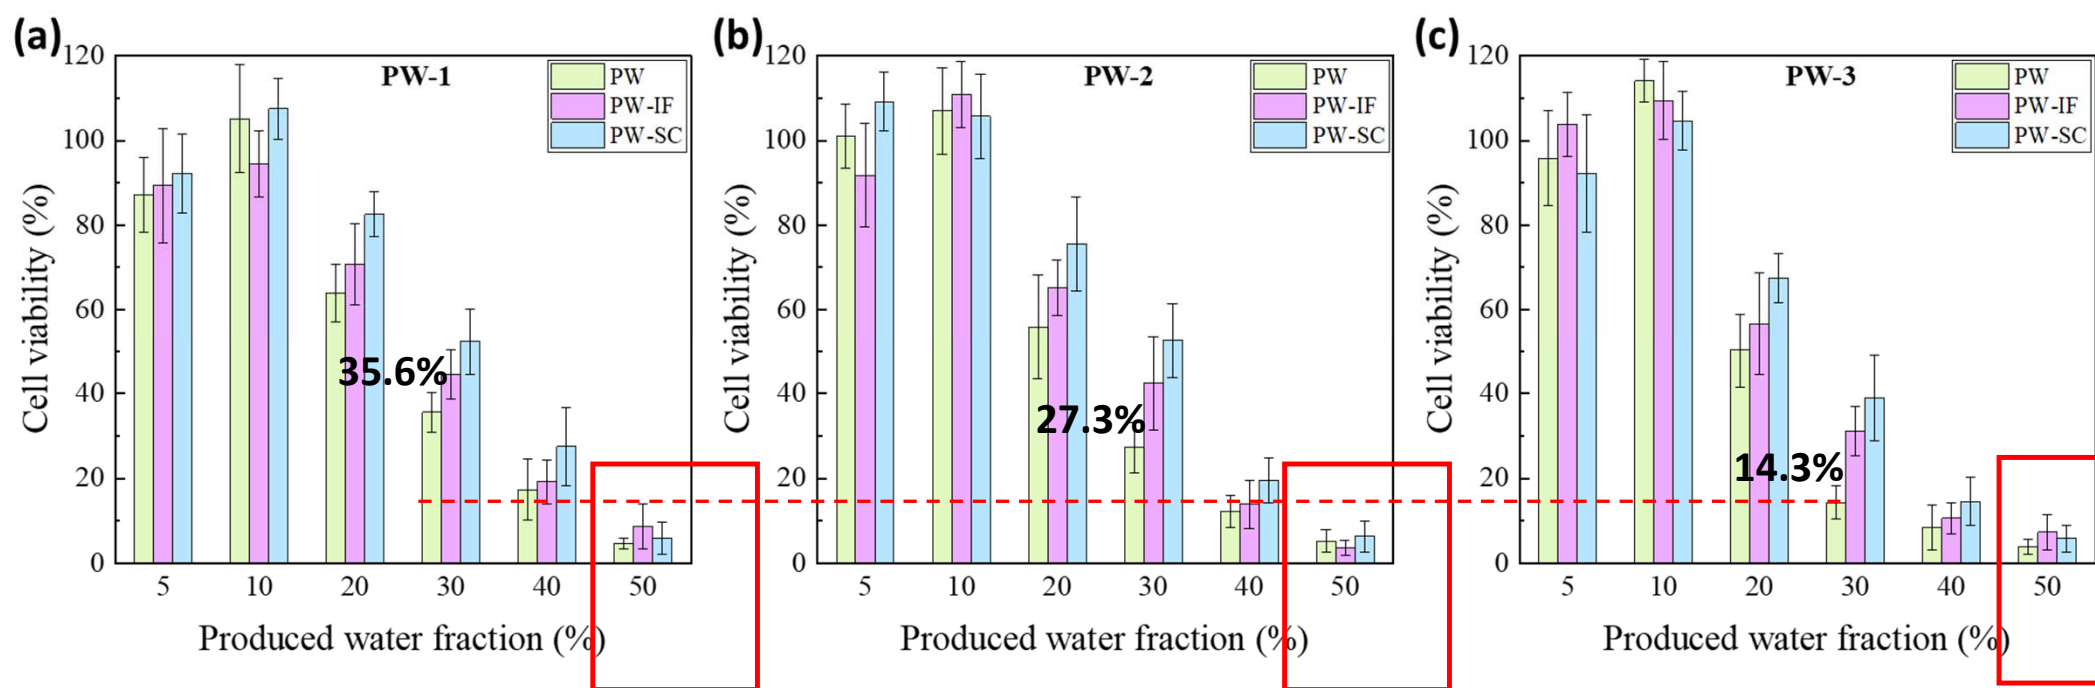 (a)
PW-1
PW
PW-IF
PW-SC
120
100
80
60
40
20
0
Cell viability (%)
35.6%
5 10 20 30 40 50
Produced water fraction (%)
(b)
PW-2
PW
PW-IF
PW-SC
120
100
80
60
40
20
0
Cell viability (%)
27.3%
5 10 20 30 40 50
Produced water fraction (%)
(c)
PW-3
PW
PW-IF
PW-SC
120
100
80
60
40
20
0
Cell viability (%)
14.3%
5 10 20 30 40 50
Produced water fraction (%)